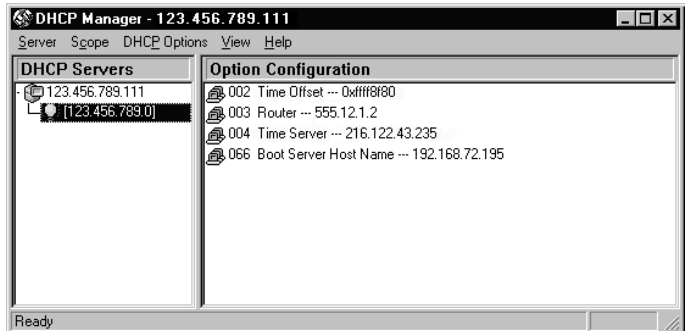 DHCP Manager - 123.456.789.111
Server Scope DHCP Options View Help
DHCP Servers
123.456.789.111
[123.456.789.0]
Option Configuration
002 Time Offset --- 0xffff8f80
003 Router --- 555.12.1.2
004 Time Server --- 216.122.43.235
066 Boot Server Host Name --- 192.168.72.195
Ready